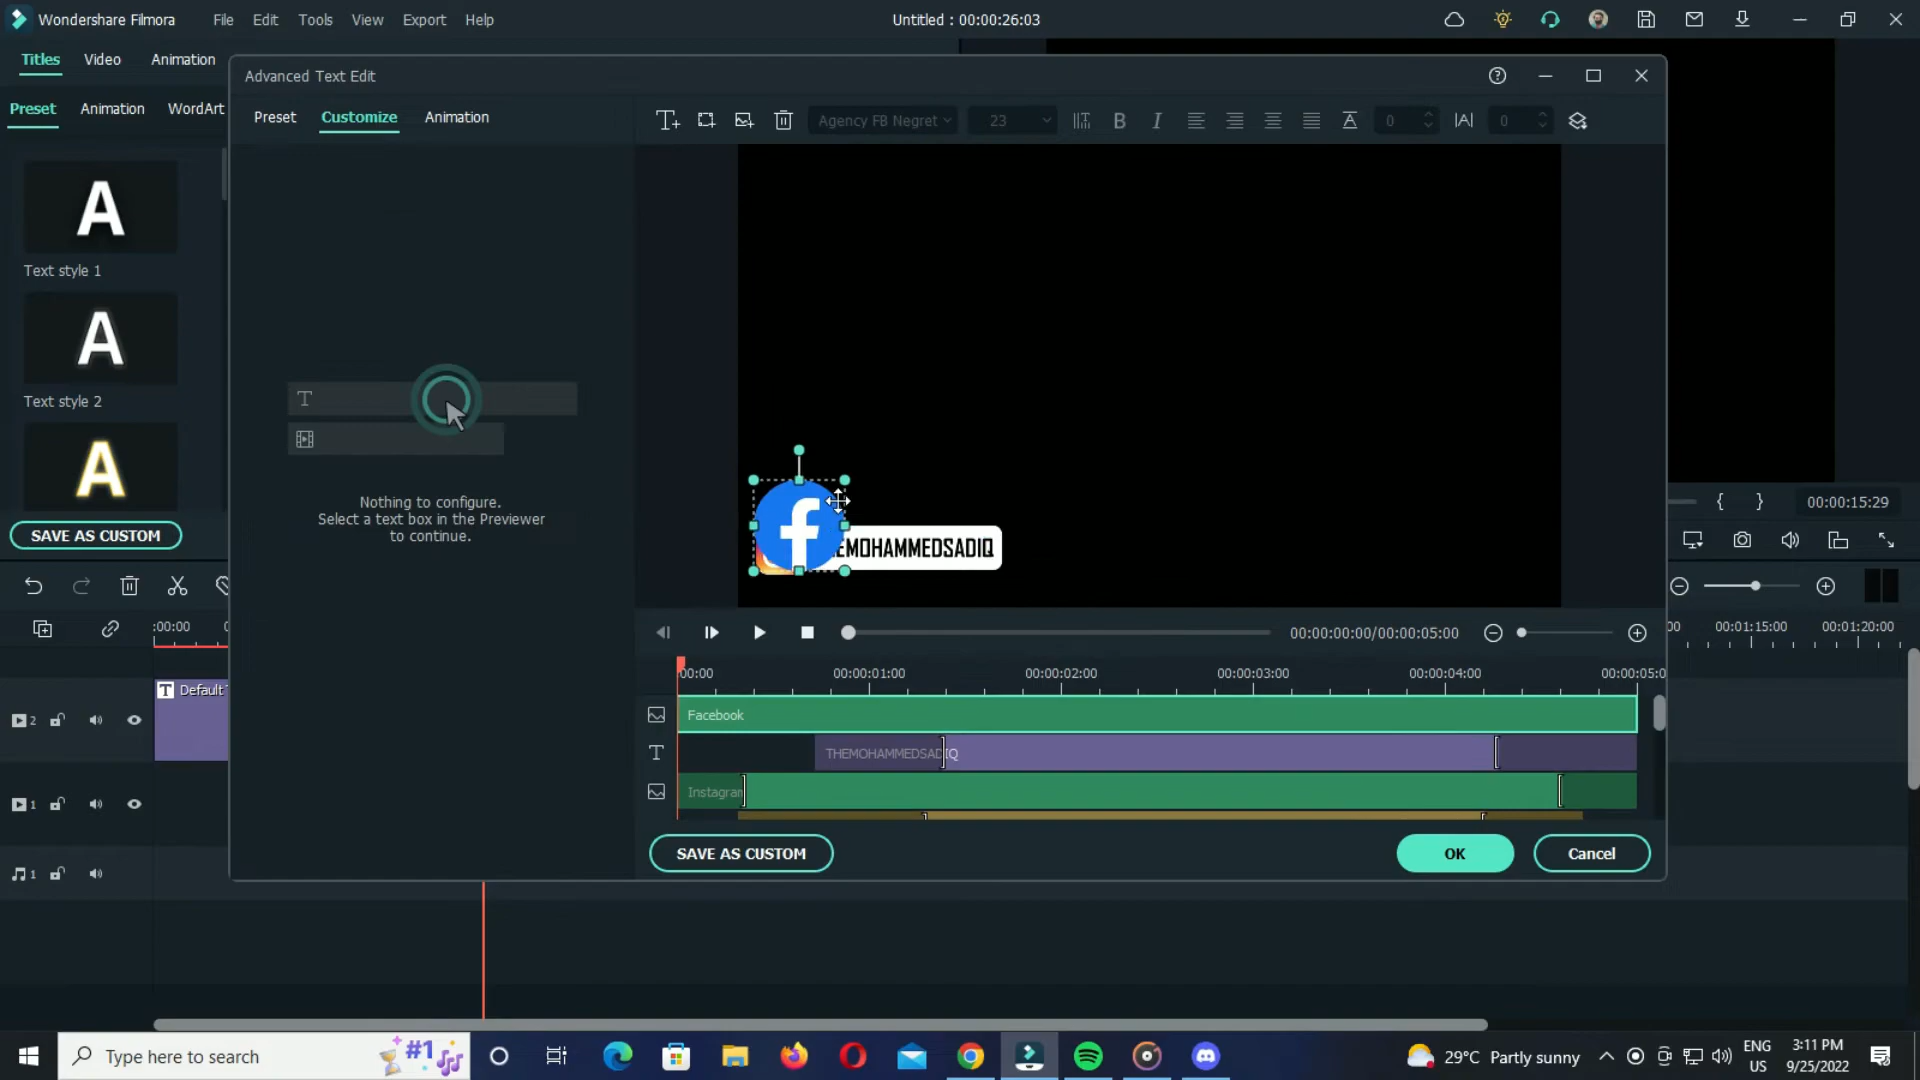 Wondershare Filmora
File
Edit
Tools
View
Export
Help
Untitled : 00:00:26:03
Titles
Video
Animation
Advanced Text Edit
Preset
Animation
WordArt
Preset
Customize
Animation
Agency FB Negret
23
0
0
A
Text style 1
A
Text style 2
A
SAVE AS CUSTOM
Nothing to configure.
Select a text box in the Previewer
to continue.
EMOHAMMEDSADIQ
00:00:15:29
:00:00
00:00:00:00/00:00:05:00
00:01:15:00
00:01:20:00
00:00
00:00:01:00
00:00:02:00
00:00:03:00
00:00:04:00
00:00:05:0
Facebook
THEMOHAMMEDSADIQ
Instagram
Default
2
1
1
SAVE AS CUSTOM
OK
Cancel
Type here to search
#1
29°C Partly sunny
ENG
US
3:11 PM
9/25/2022